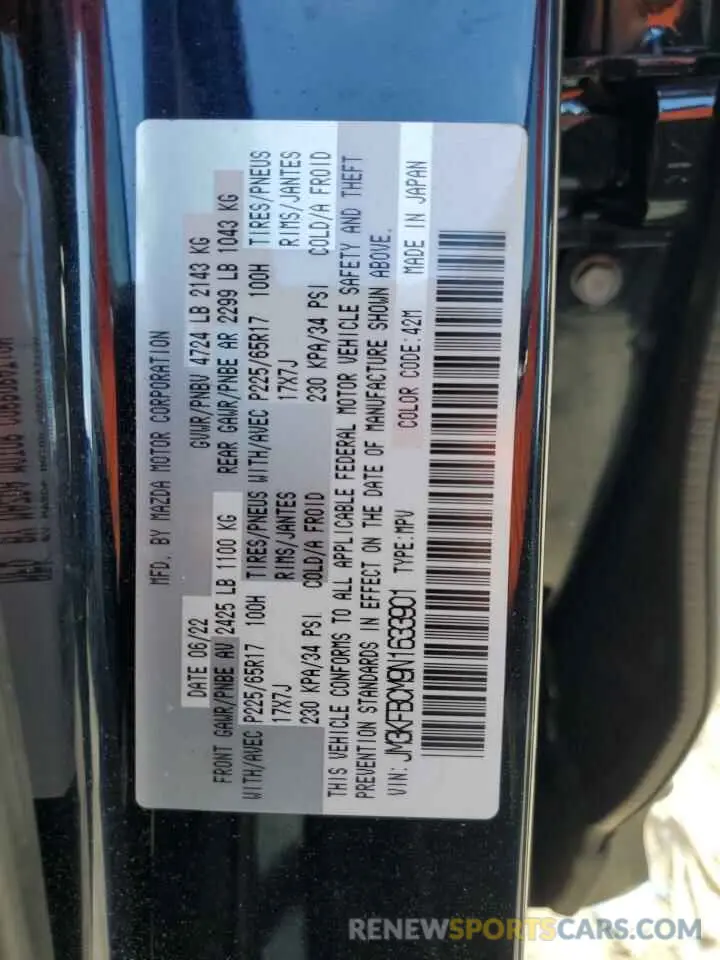 MFD. BY MAZDA MOTOR CORPORATION
DATE 06/22 GVWR/PNBV 4724 LB 2143 KG
FRONT GAWR/PNBE AV 2425 LB 1100 KG REAR GAWR/PNBE AR 2299 LB 1043 KG
WITH/AVEC P225/65R17 100H TIRES/PNEUS WITH/AVEC P225/65R17 100H TIRES/PNEUS
17X7J RIMS/JANTES 17X7J RIMS/JANTES
230 KPA/34 PSI COLD/A FROID 230 KPA/34 PSI COLD/A FROID
THIS VEHICLE CONFORMS TO ALL APPLICABLE FEDERAL MOTOR VEHICLE SAFETY AND THEFT
PREVENTION STANDARDS IN EFFECT ON THE DATE OF MANUFACTURE SHOWN ABOVE.
VIN: JM3KFBCM9N1633901 TYPE:MPV COLOR CODE:42M MADE IN JAPAN
RENEWSPORTSCARS.COM